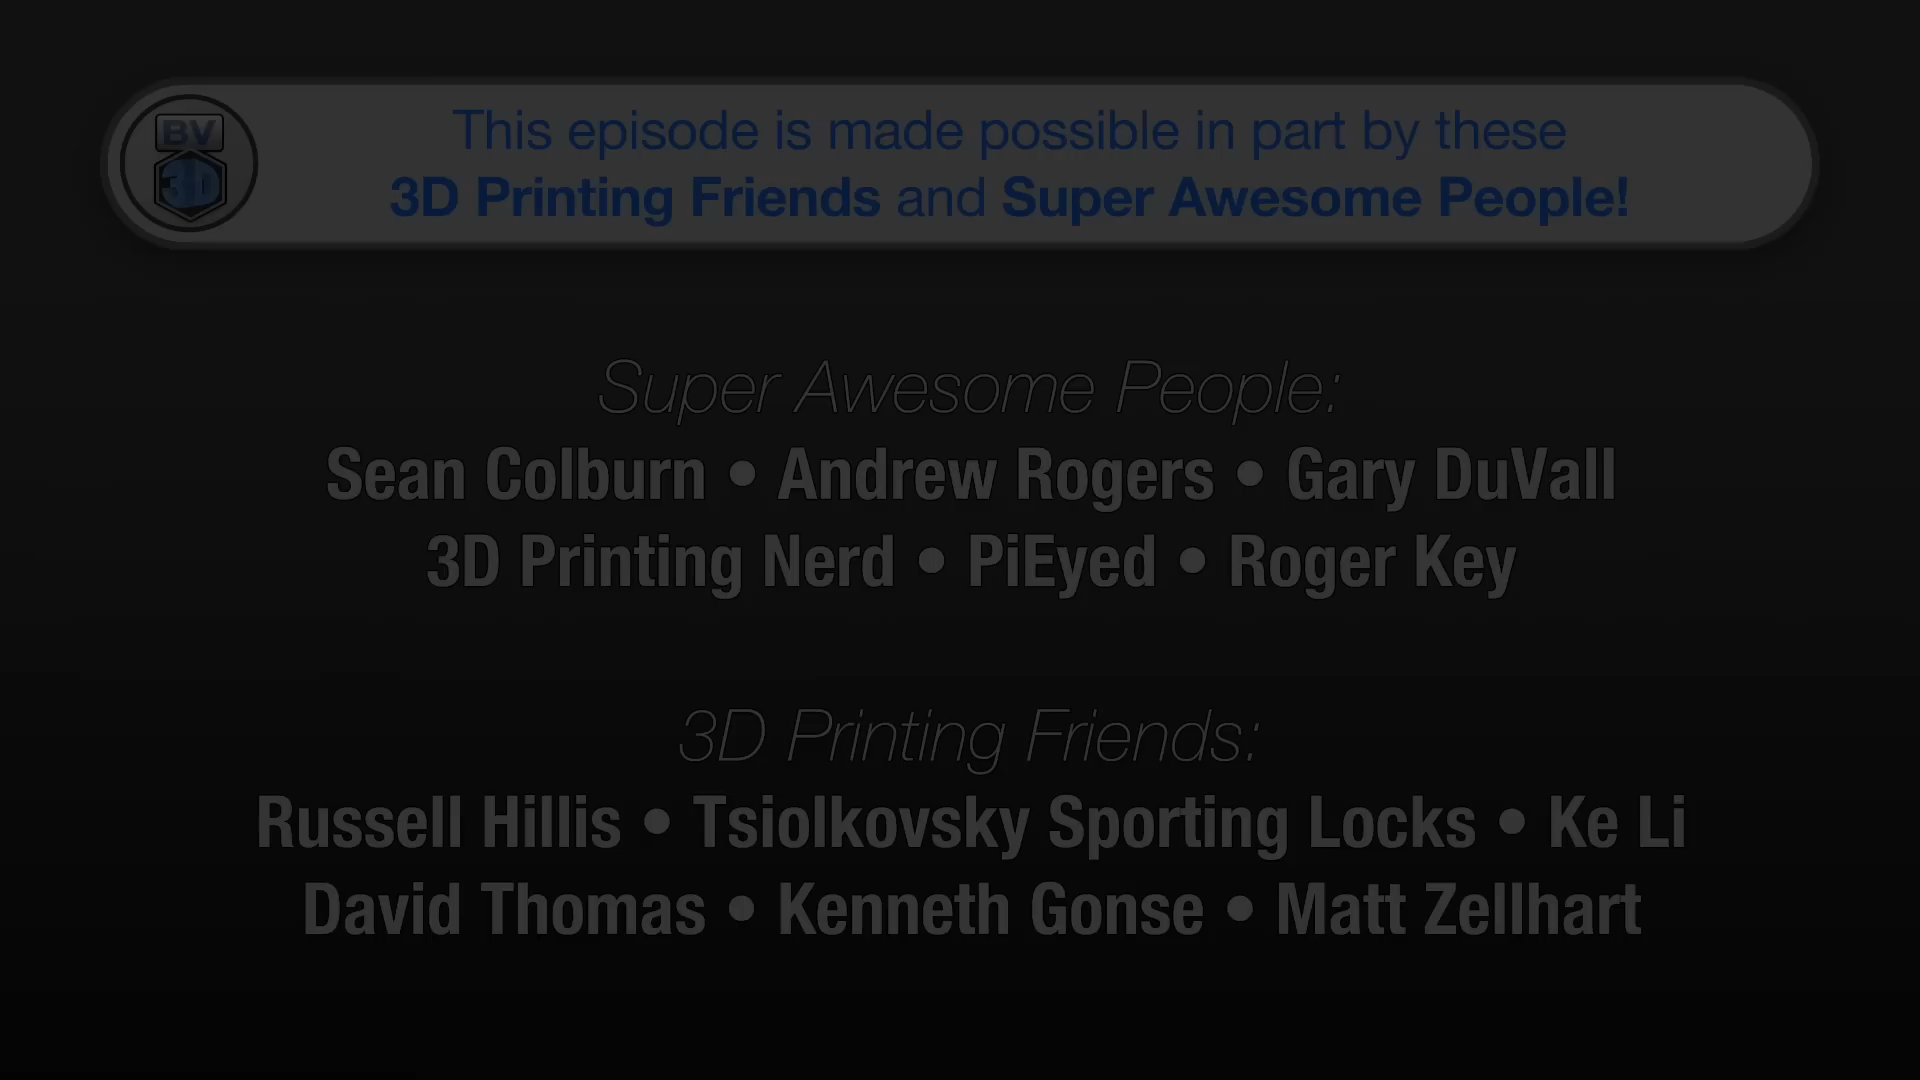 BV
3D
This episode is made possible in part by these
3D Printing Friends and Super Awesome People!
Super Awesome People:
Sean Colburn • Andrew Rogers • Gary DuVall
3D Printing Nerd • PiEyed • Roger Key
3D Printing Friends:
Russell Hillis • Tsiolkovsky Sporting Locks • Ke Li
David Thomas • Kenneth Gonse • Matt Zellhart